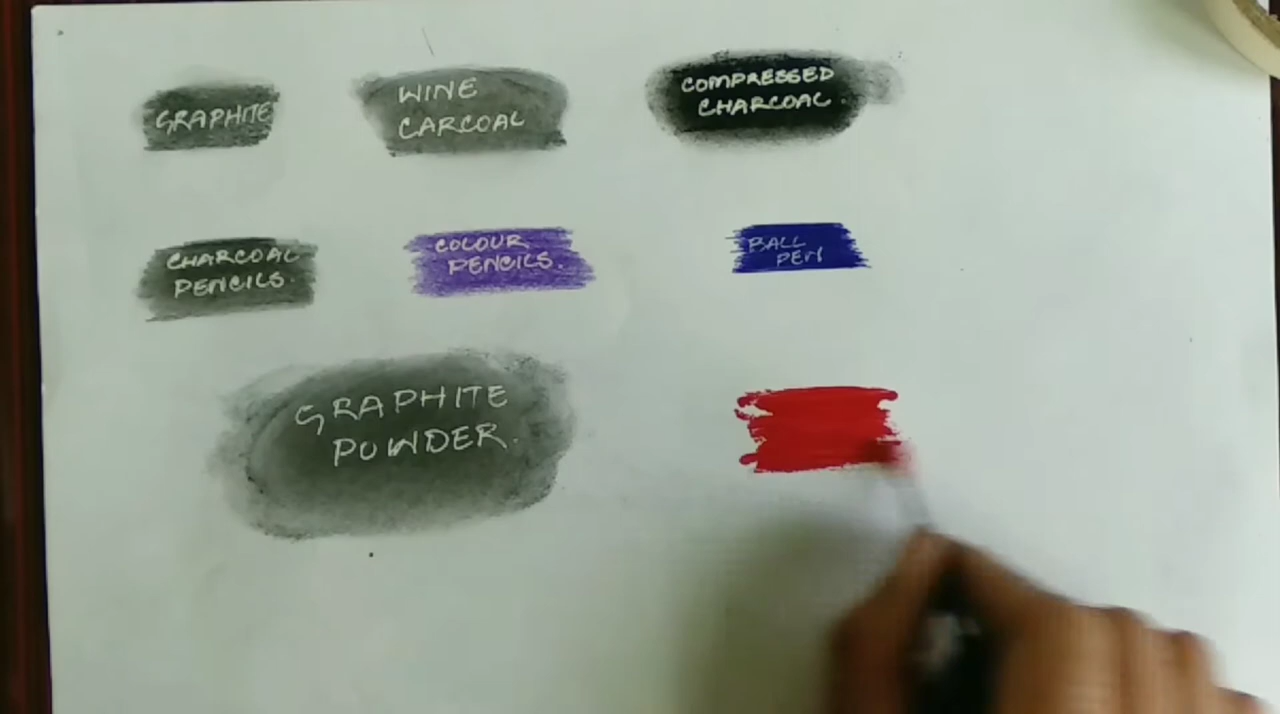 GRAPHITE
WINE
CARCOAL
COMPRESSED
CHARCOAL.
CHARCOAL
PENCILS.
COLOUR
PENCILS.
BALL
PEN
GRAPHITE
POWDER.